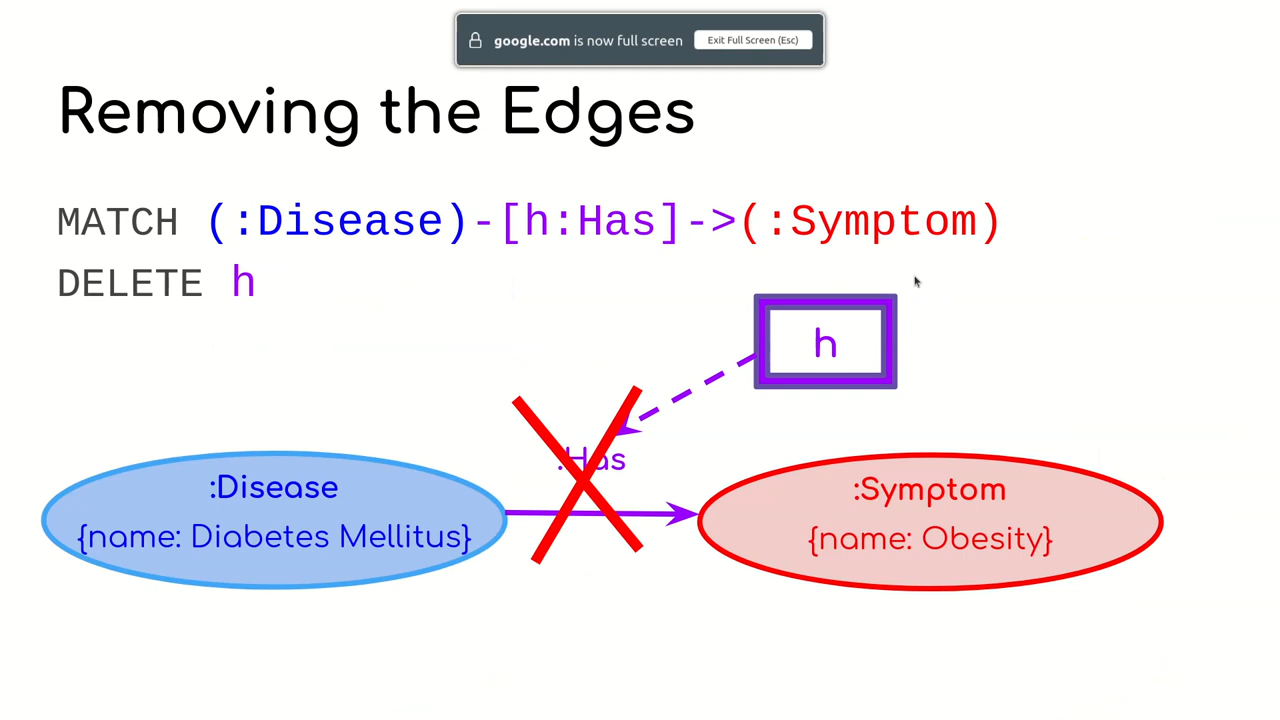 google.com is now full screen Exit Full Screen (Esc)
Removing the Edges
MATCH (:Disease)-[h:Has]->(:Symptom)
DELETE h
h
:Has
:Disease
{name: Diabetes Mellitus}
:Symptom
{name: Obesity}